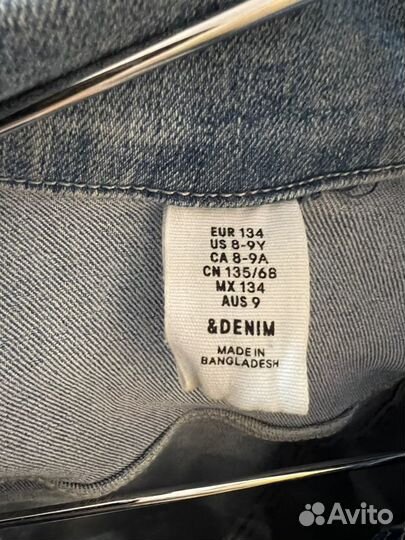 EUR 134
US 8-9Y
CA 8-9A
CN 135/68
MX 134
AUS 9
&DENIM
MADE IN
BANGLADESH
Avito